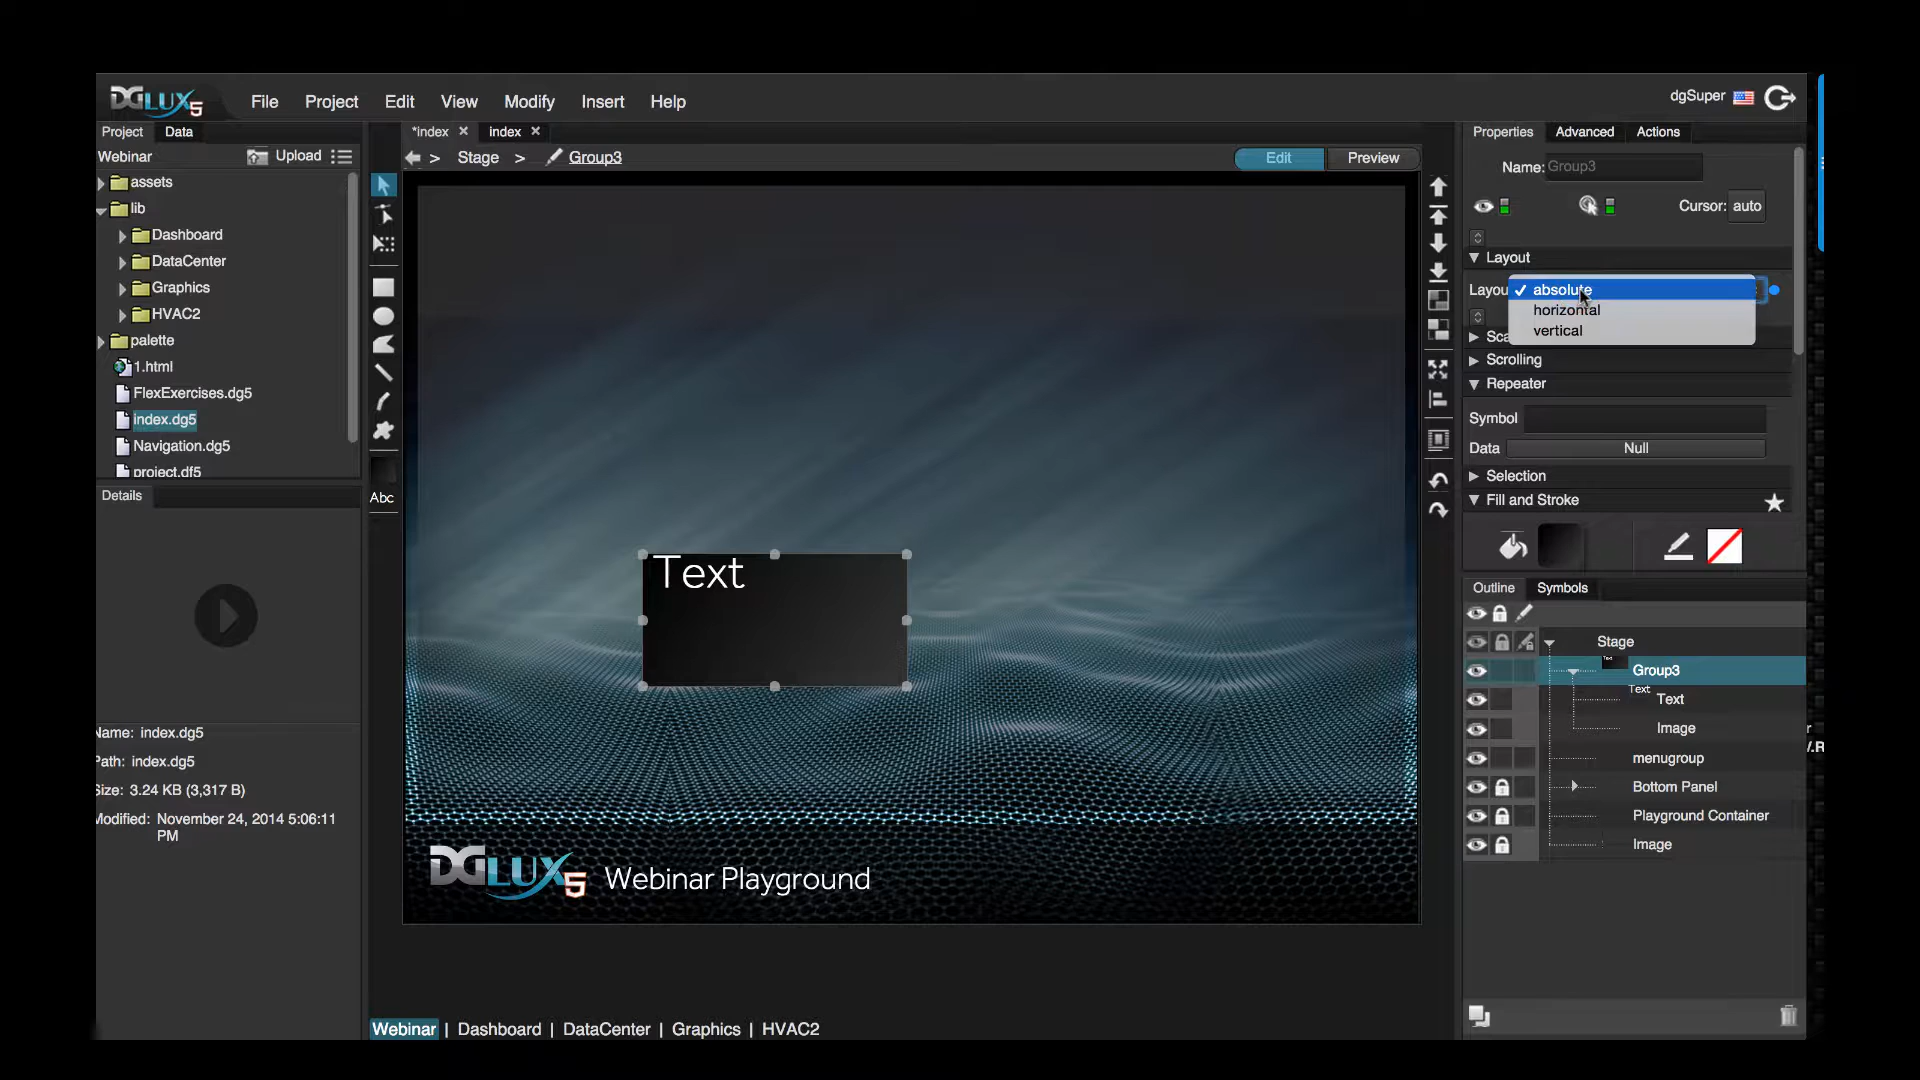 DGLUX5
File Project Edit View Modify Insert Help
dgSuper
Project Data
*index × index ×
Properties Advanced Actions
Webinar Upload
> Stage > Group3
Edit Preview
Name: Group3
assets
lib
Dashboard
DataCenter
Graphics
HVAC2
palette
1.html
FlexExercises.dg5
index.dg5
Navigation.dg5
project.df5
Cursor: auto
Layout
Layou
✓ absolute
horizontal
vertical
Sca
Scrolling
Repeater
Symbol
Data Null
Selection
Fill and Stroke
Abc
Details
Text
Outline Symbols
Stage
Text
Group3
Text
Text
Image
menugroup
Bottom Panel
Playground Container
Image
Name: index.dg5
Path: index.dg5
Size: 3.24 KB (3,317 B)
Modified: November 24, 2014 5:06:11
PM
DGLUX5 Webinar Playground
Webinar | Dashboard | DataCenter | Graphics | HVAC2